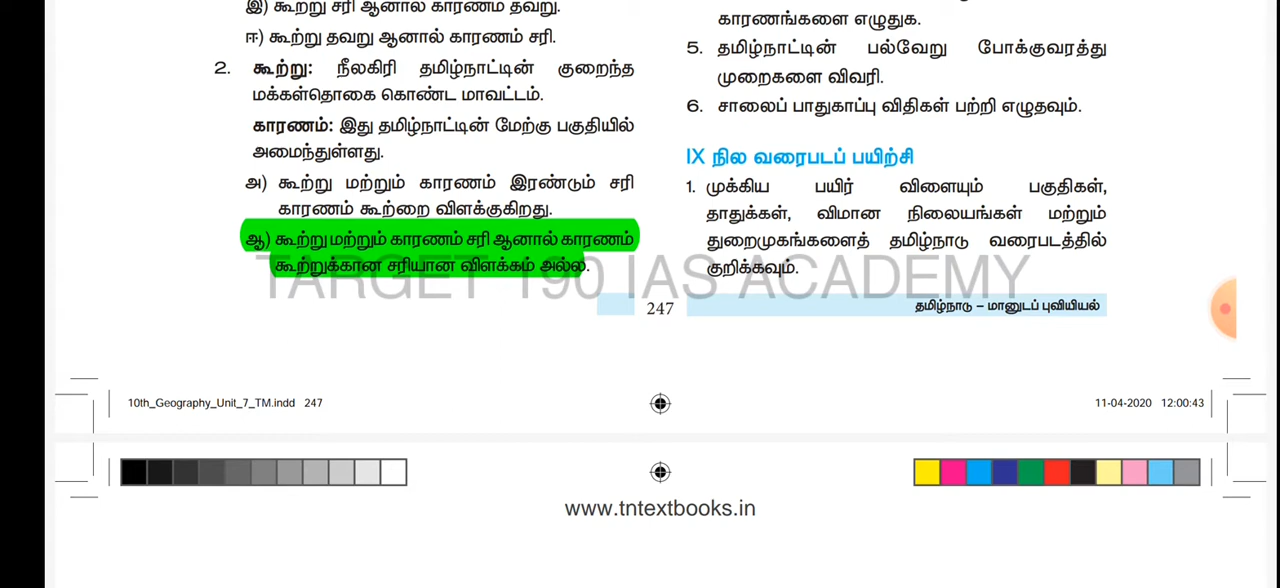 இ) கூற்று சரி ஆனால் காரணம் தவறு.
ஈ) கூற்று தவறு ஆனால் காரணம் சரி.
2. கூற்று: நீலகிரி தமிழ்நாட்டின் குறைந்த
மக்கள்தொகை கொண்ட மாவட்டம்.
காரணம்: இது தமிழ்நாட்டின் மேற்கு பகுதியில்
அமைந்துள்ளது.
அ) கூற்று மற்றும் காரணம் இரண்டும் சரி
காரணம் கூற்றை விளக்குகிறது.
ஆ) கூற்று மற்றும் காரணம் சரி ஆனால் காரணம்
கூற்றுக்கான சரியான விளக்கம் அல்ல.
காரணங்களை எழுதுக.
5. தமிழ்நாட்டின் பல்வேறு போக்குவரத்து
முறைகளை விவரி.
6. சாலைப் பாதுகாப்பு விதிகள் பற்றி எழுதவும்.
IX நில வரைபடப் பயிற்சி
1. முக்கிய பயிர் விளையும் பகுதிகள்,
தாதுக்கள், விமான நிலையங்கள் மற்றும்
துறைமுகங்களைத் தமிழ்நாடு வரைபடத்தில்
குறிக்கவும்.
TARGET 190 IAS ACADEMY
247
தமிழ்நாடு – மானுடப் புவியியல்
10th_Geography_Unit_7_TM.indd 247
11-04-2020 12:00:43
www.tntextbooks.in